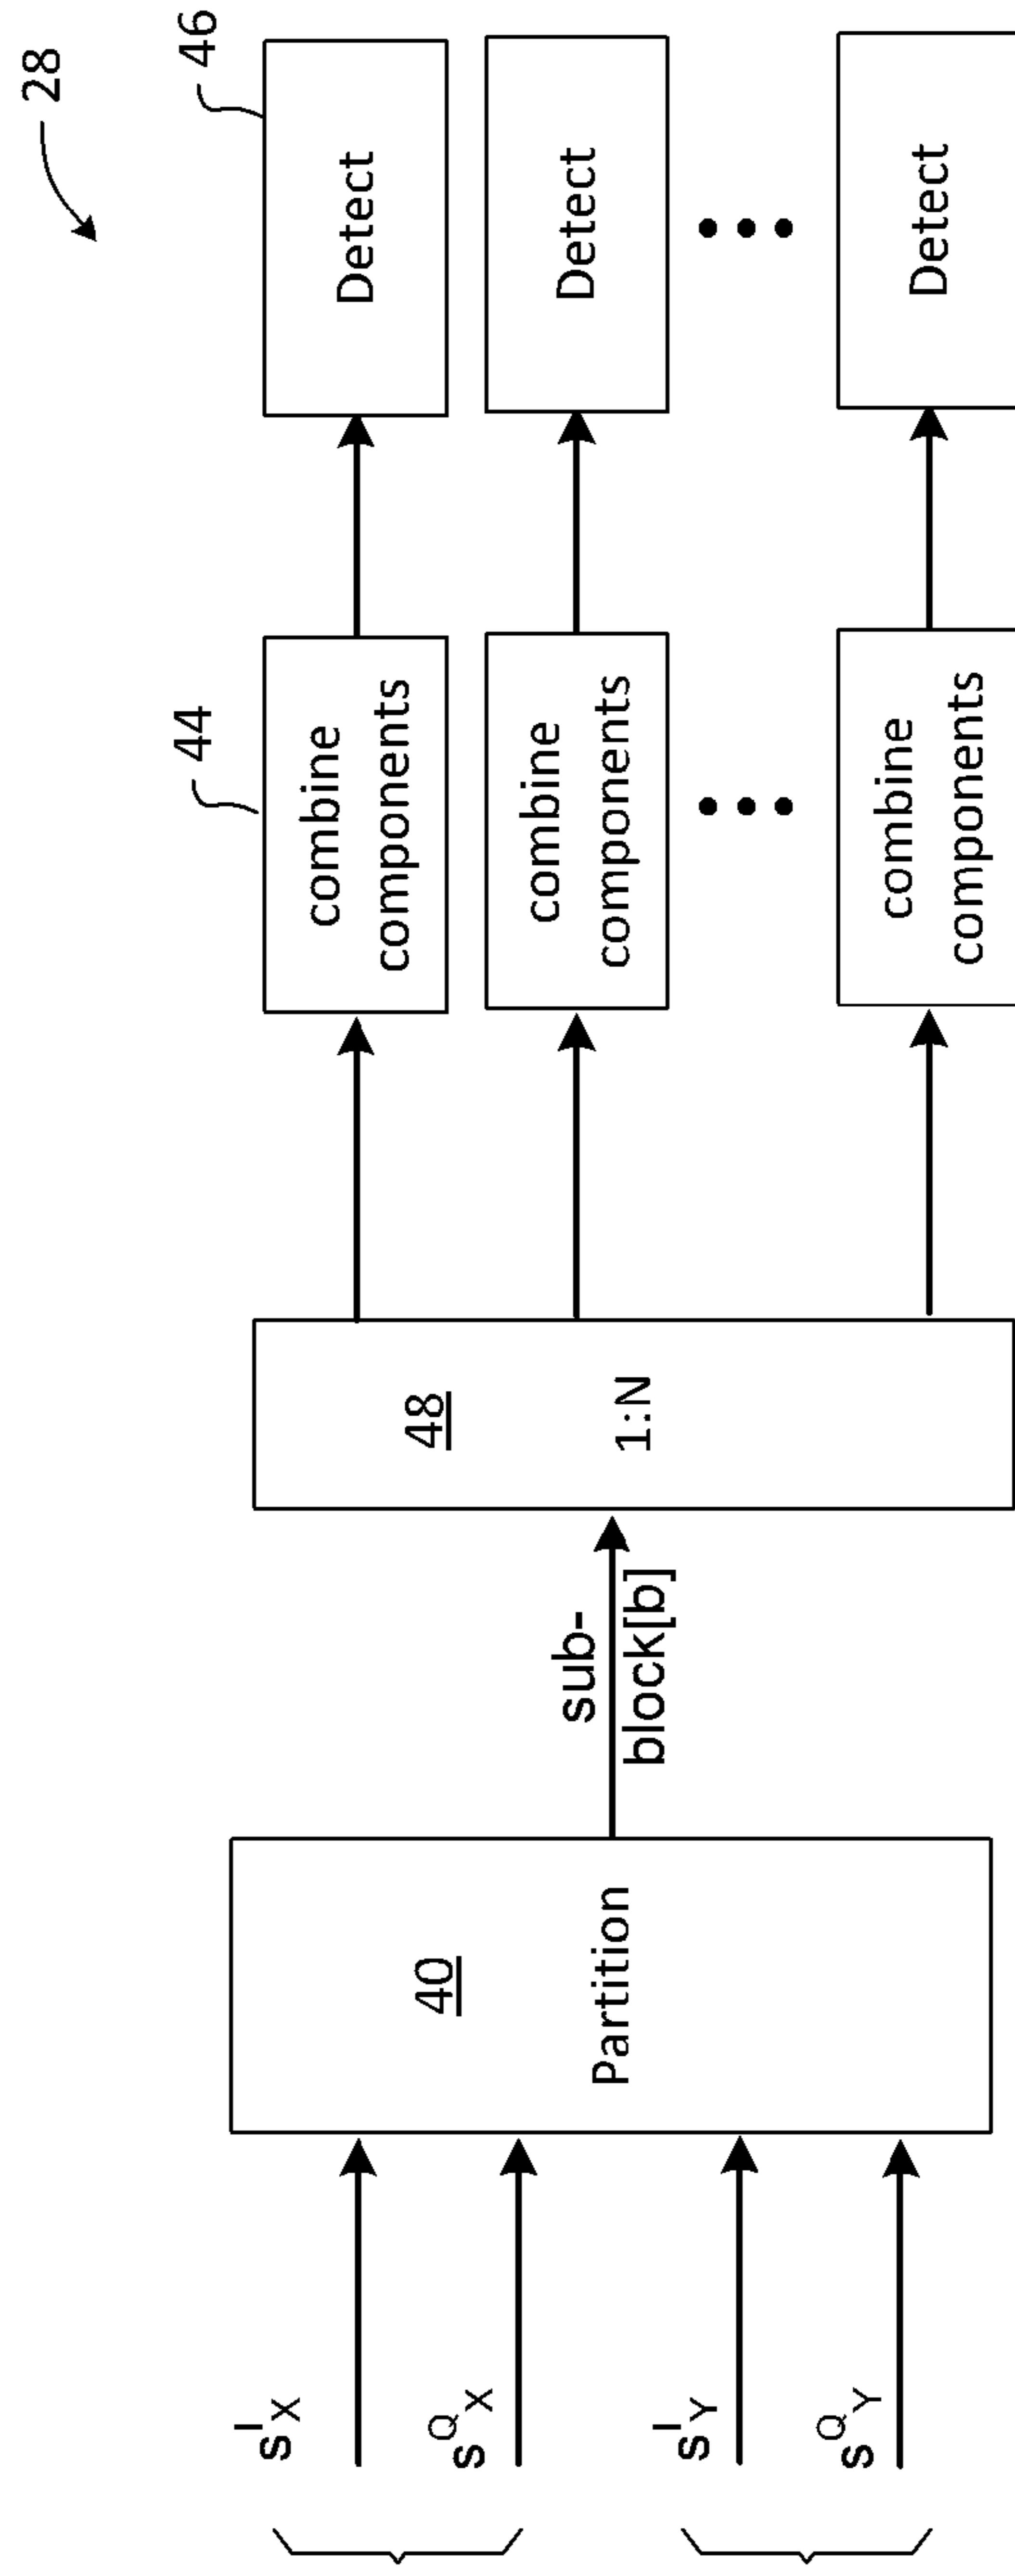 28
s^I_X
s^Q_X
s^I_Y
s^Q_Y
40
Partition
sub-
block[b]
48
1:N
44
combine
components
combine
components
combine
components
46
Detect
Detect
Detect